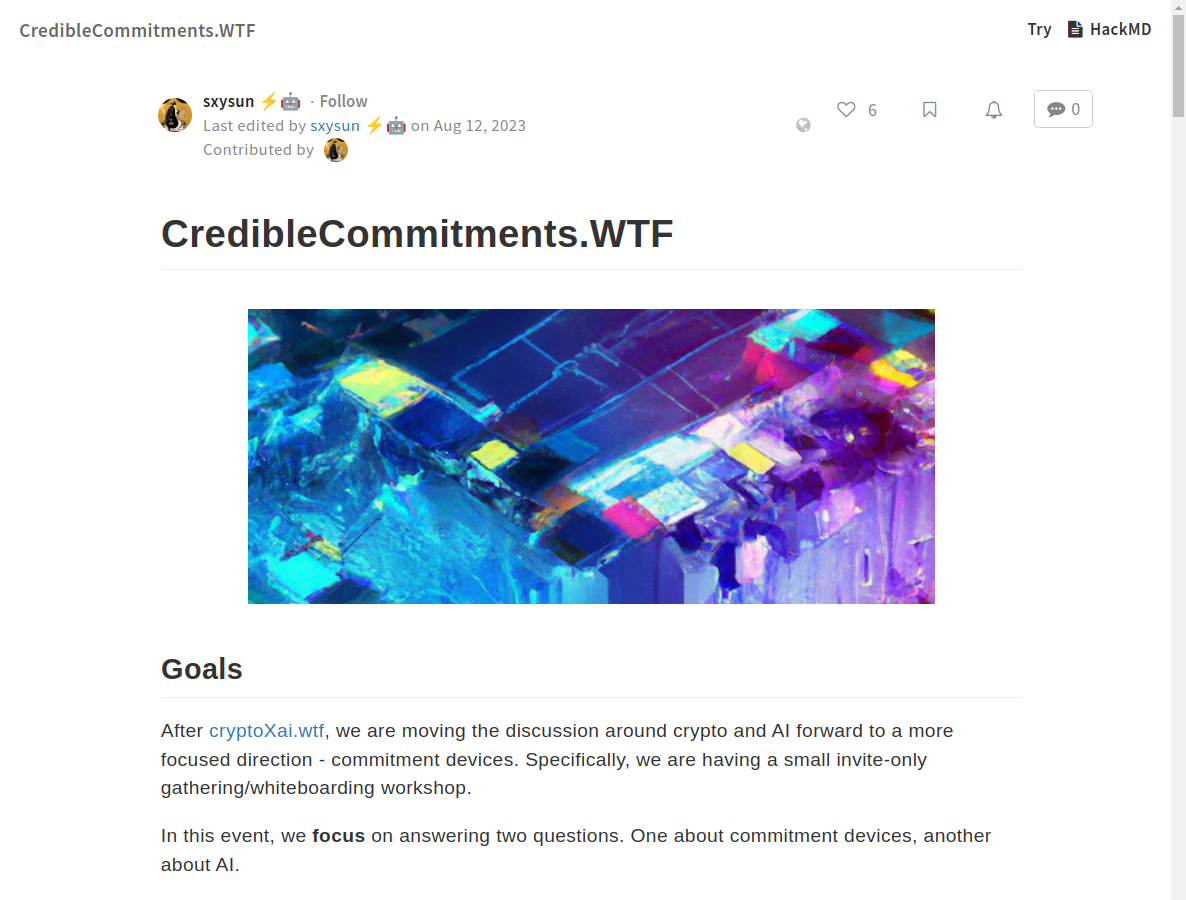 CredibleCommitments.WTF
Try HackMD
sxysun ⚡🤖 · Follow
6
0
Last edited by sxysun ⚡🤖 on Aug 12, 2023
Contributed by
CredibleCommitments.WTF
Goals
After cryptoXai.wtf, we are moving the discussion around crypto and AI forward to a more
focused direction - commitment devices. Specifically, we are having a small invite-only
gathering/whiteboarding workshop.
In this event, we focus on answering two questions. One about commitment devices, another
about AI.